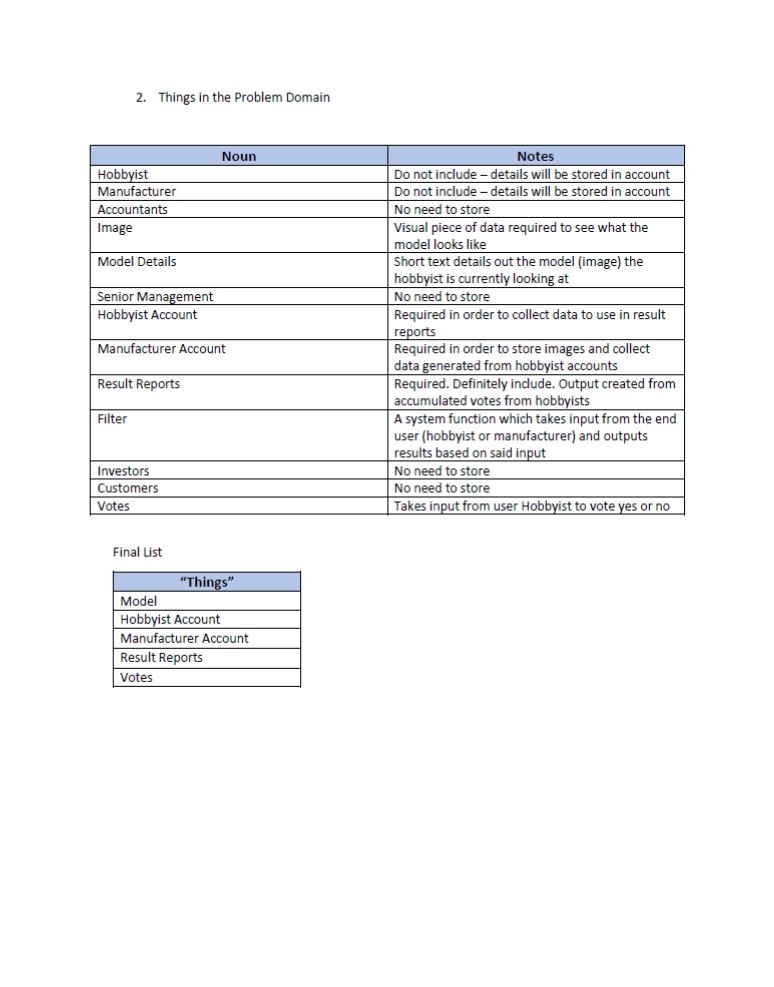 2. Things in the Problem Domain
Noun Notes
Hobbyist Do not include – details will be stored in account
Manufacturer Do not include – details will be stored in account
Accountants No need to store
Image Visual piece of data required to see what the
model looks like
Model Details Short text details out the model (image) the
hobbyist is currently looking at
Senior Management No need to store
Hobbyist Account Required in order to collect data to use in result
reports
Manufacturer Account Required in order to store images and collect
data generated from hobbyist accounts
Result Reports Required. Definitely include. Output created from
accumulated votes from hobbyists
Filter A system function which takes input from the end
user (hobbyist or manufacturer) and outputs
results based on said input
Investors No need to store
Customers No need to store
Votes Takes input from user Hobbyist to vote yes or no
Final List
“Things”
Model
Hobbyist Account
Manufacturer Account
Result Reports
Votes